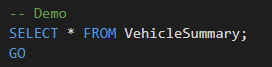 -- Demo
SELECT * FROM VehicleSummary;
GO